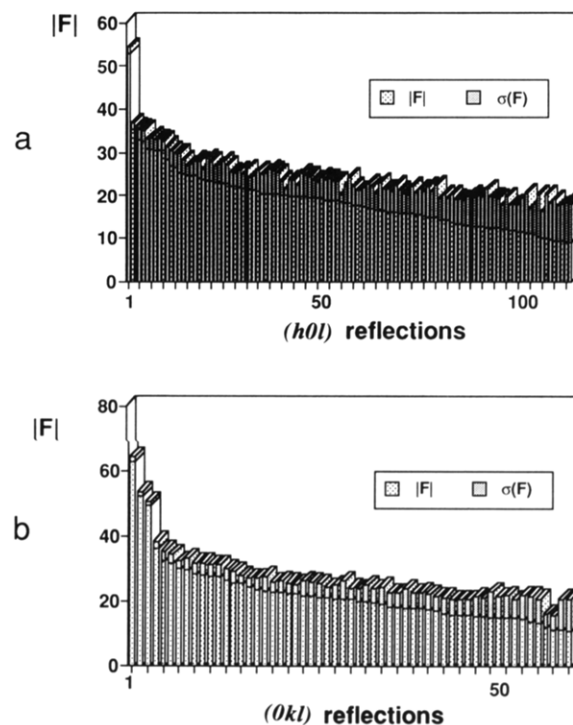 |F|
60
50
40
30
20
10
0
|F| σ(F)
a
1 50 100
(h0l) reflections
80
|F|
60
40
20
0
|F| σ(F)
b
1 50
(0kl) reflections